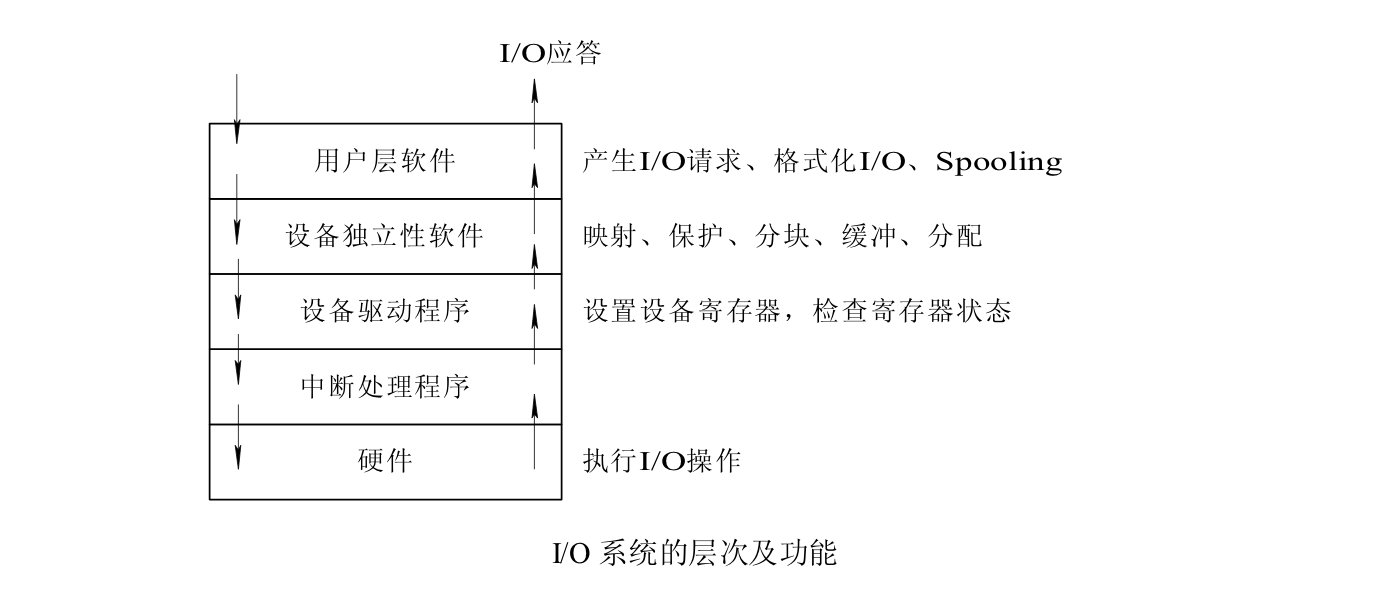 I/O应答
用户层软件 产生I/O请求、格式化I/O、Spooling
设备独立性软件 映射、保护、分块、缓冲、分配
设备驱动程序 设置设备寄存器，检查寄存器状态
中断处理程序
硬件 执行I/O操作
I/O 系统的层次及功能